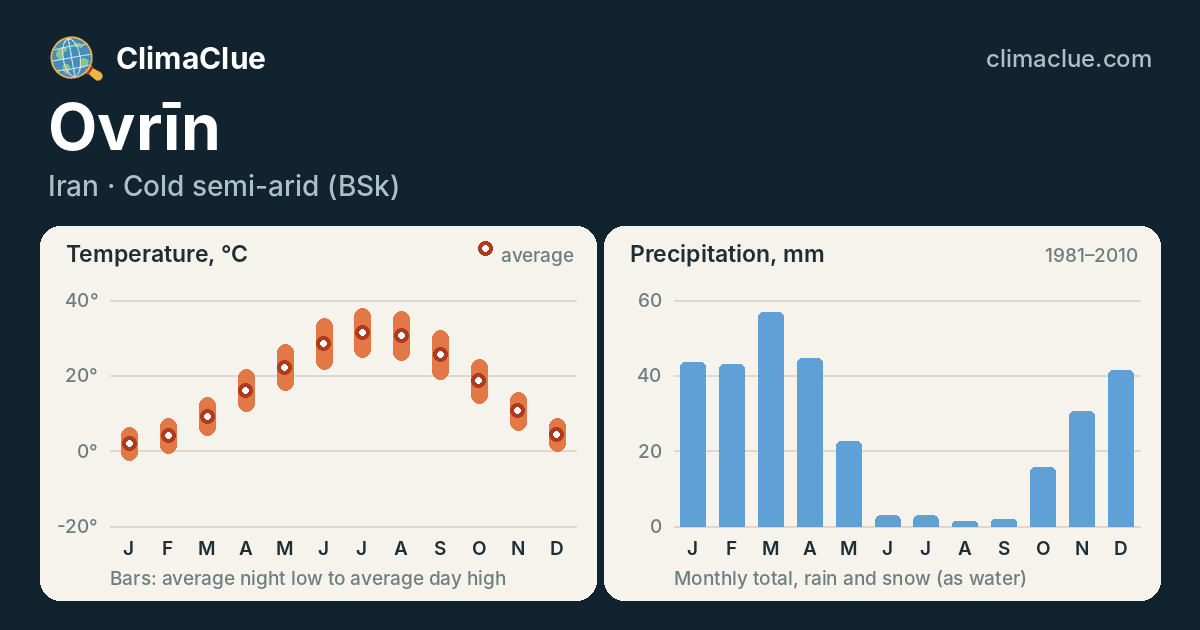 ClimaClue
climaclue.com
Ovrīn
Iran · Cold semi-arid (BSk)
Temperature, °C
average
40°
20°
0°
-20°
J F M A M J J A S O N D
Bars: average night low to average day high
Precipitation, mm
1981–2010
60
40
20
0
J F M A M J J A S O N D
Monthly total, rain and snow (as water)